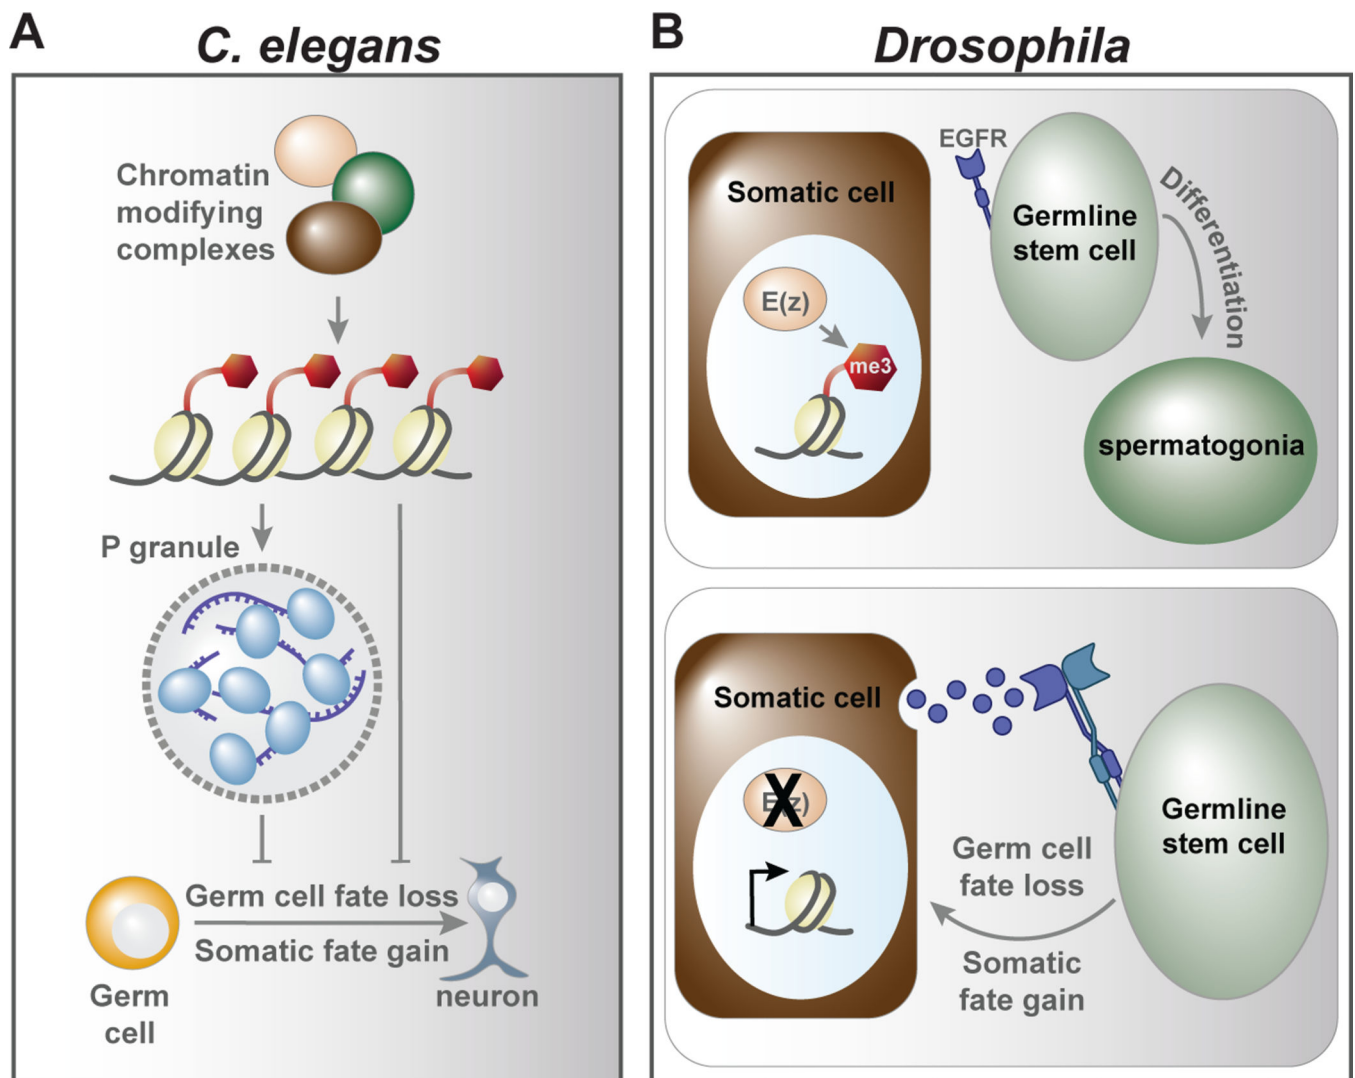 A
C. elegans
Chromatin
modifying
complexes
P granule
Germ cell fate loss
Somatic fate gain
Germ
cell
neuron
B
Drosophila
Somatic cell
E(z)
me3
EGFR
Germline
stem cell
Differentiation
spermatogonia
Somatic cell
E(z)
Germ cell
fate loss
Somatic
fate gain
Germline
stem cell